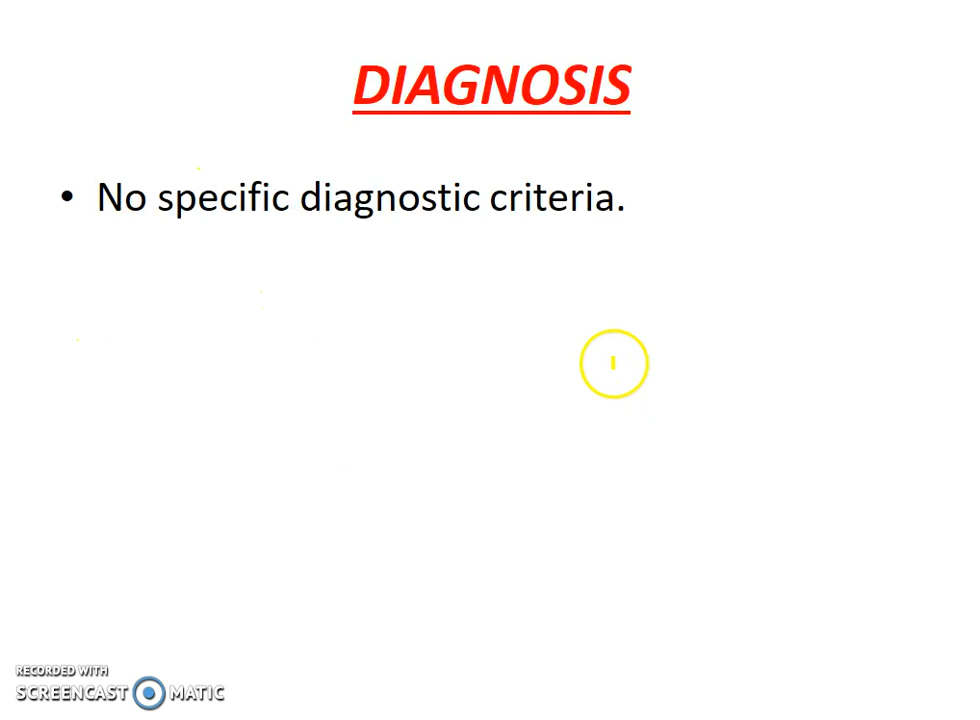 DIAGNOSIS
• No specific diagnostic criteria.
RECORDED WITH
SCREENCAST MATIC